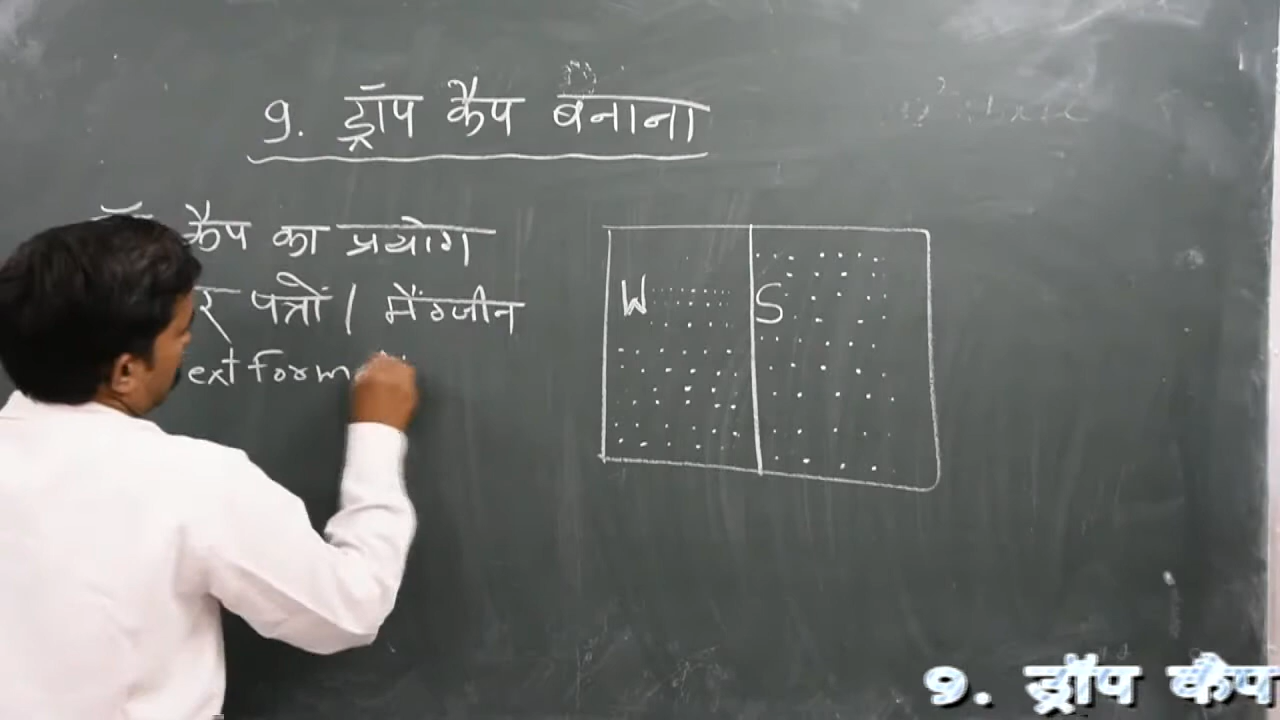 9. ड्रॉप कैप बनाना
कैप का प्रयोग
पत्रों / मैंगजीन
ext form
W
S
9. ड्रॉप कैप